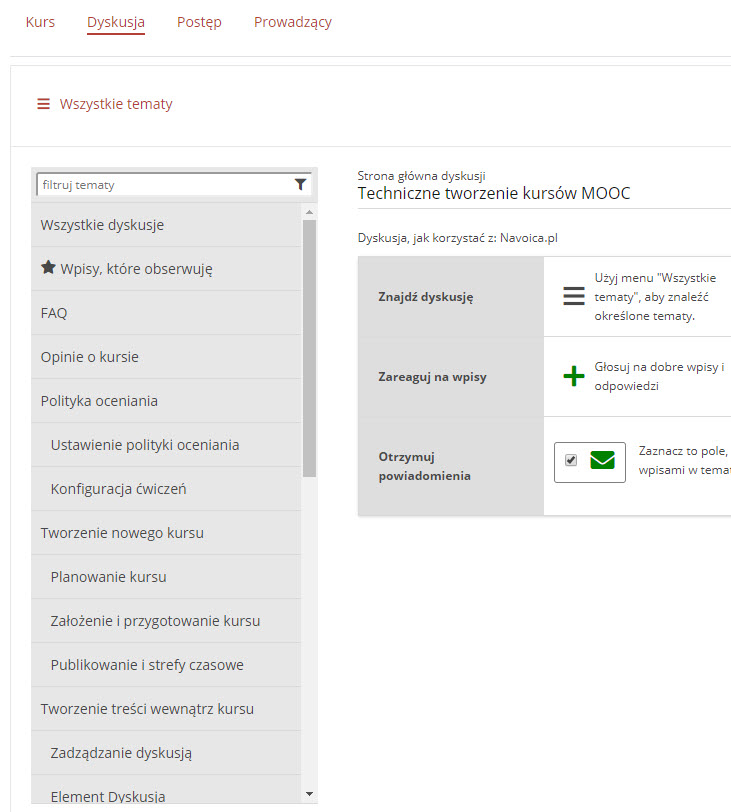 Kurs Dyskusja Postęp Prowadzący
Wszystkie tematy
filtruj tematy
Wszystkie dyskusje
Wpisy, które obserwuję
FAQ
Opinie o kursie
Polityka oceniania
Ustawienie polityki oceniania
Konfiguracja ćwiczeń
Tworzenie nowego kursu
Planowanie kursu
Założenie i przygotowanie kursu
Publikowanie i strefy czasowe
Tworzenie treści wewnątrz kursu
Zadządzanie dyskusją
Element Dyskusja
Strona główna dyskusji
Techniczne tworzenie kursów MOOC
Dyskusja, jak korzystać z: Navoica.pl
Znajdź dyskusję
Użyj menu "Wszystkie
tematy", aby znaleźć
określone tematy.
Zareaguj na wpisy
Głosuj na dobre wpisy i
odpowiedzi
Otrzymuj
powiadomienia
Zaznacz to pole,
wpisami w temat